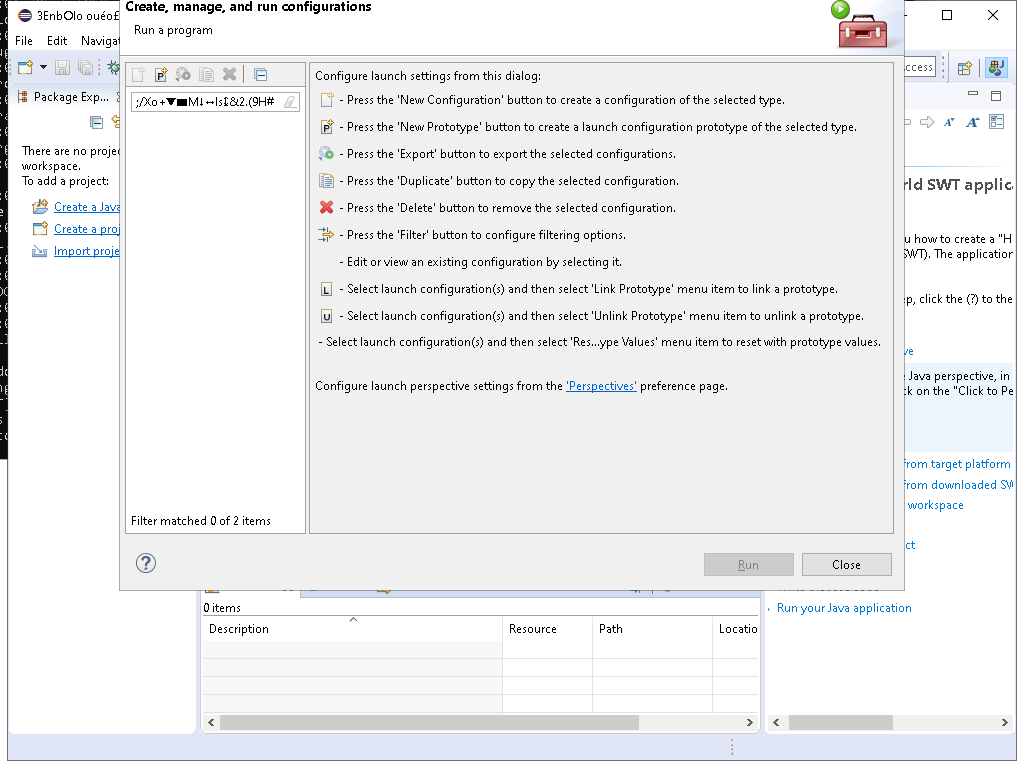 3EnbOlo
File Edit Navigat
Package Exp...
There are no proje
workspace.
To add a project:
Create a Java
Create a proj
Import proje
Create, manage, and run configurations
Run a program
;/Xo+▼■M↓↔Is↨&2.(9H#
Filter matched 0 of 2 items
Configure launch settings from this dialog:
- Press the 'New Configuration' button to create a configuration of the selected type.
- Press the 'New Prototype' button to create a launch configuration prototype of the selected type.
- Press the 'Export' button to export the selected configurations.
- Press the 'Duplicate' button to copy the selected configuration.
- Press the 'Delete' button to remove the selected configuration.
- Press the 'Filter' button to configure filtering options.
- Edit or view an existing configuration by selecting it.
L - Select launch configuration(s) and then select 'Link Prototype' menu item to link a prototype.
U - Select launch configuration(s) and then select 'Unlink Prototype' menu item to unlink a prototype.
- Select launch configuration(s) and then select 'Res...ype Values' menu item to reset with prototype values.
Configure launch perspective settings from the 'Perspectives' preference page.
Run
Close
ccess
rld SWT applic
u how to create a "H
SWT). The application
ep, click the (?) to the
ve
e Java perspective, in
ck on the "Click to Pe
from target platform
from downloaded SW
workspace
ct
Run your Java application
0 items
Description Resource Path Locatio